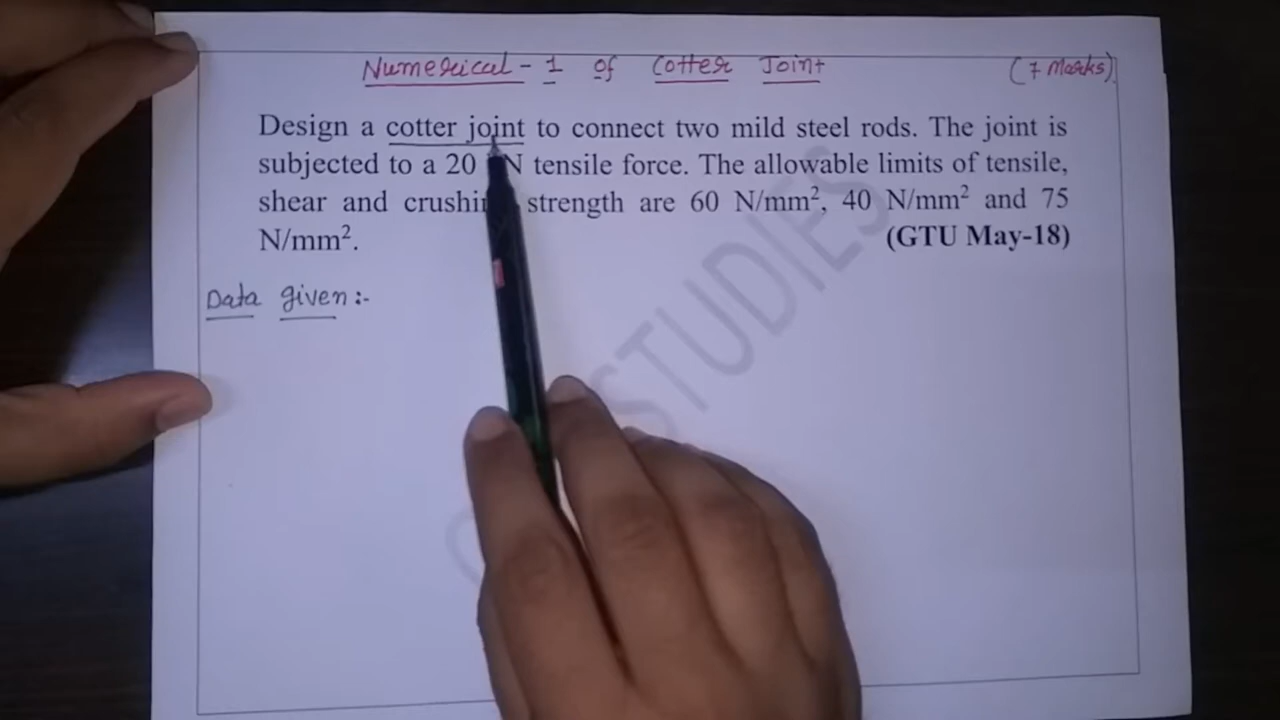 Numerical - 1 of Cotter Joint (7 Marks)
Design a cotter joint to connect two mild steel rods. The joint is
subjected to a 20 N tensile force. The allowable limits of tensile,
shear and crushin strength are 60 N/mm², 40 N/mm² and 75
N/mm².
(GTU May-18)
Data given:-
STUDIES